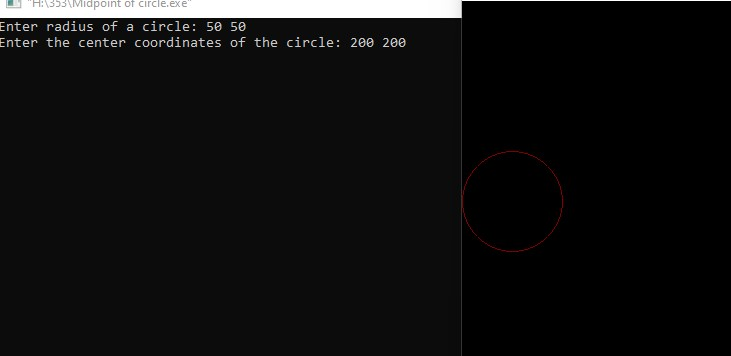 "H:\353\Midpoint of circle.exe"
Enter radius of a circle: 50 50
Enter the center coordinates of the circle: 200 200